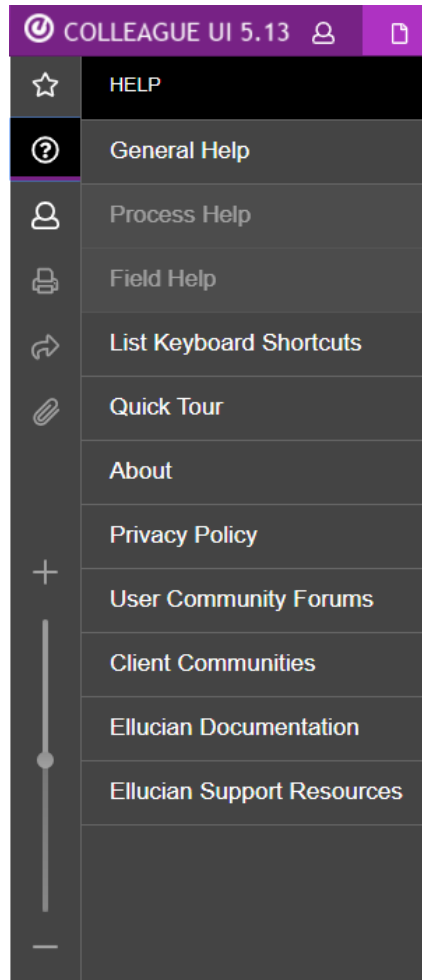 COLLEAGUE UI 5.13
HELP
General Help
Process Help
Field Help
List Keyboard Shortcuts
Quick Tour
About
Privacy Policy
User Community Forums
Client Communities
Ellucian Documentation
Ellucian Support Resources